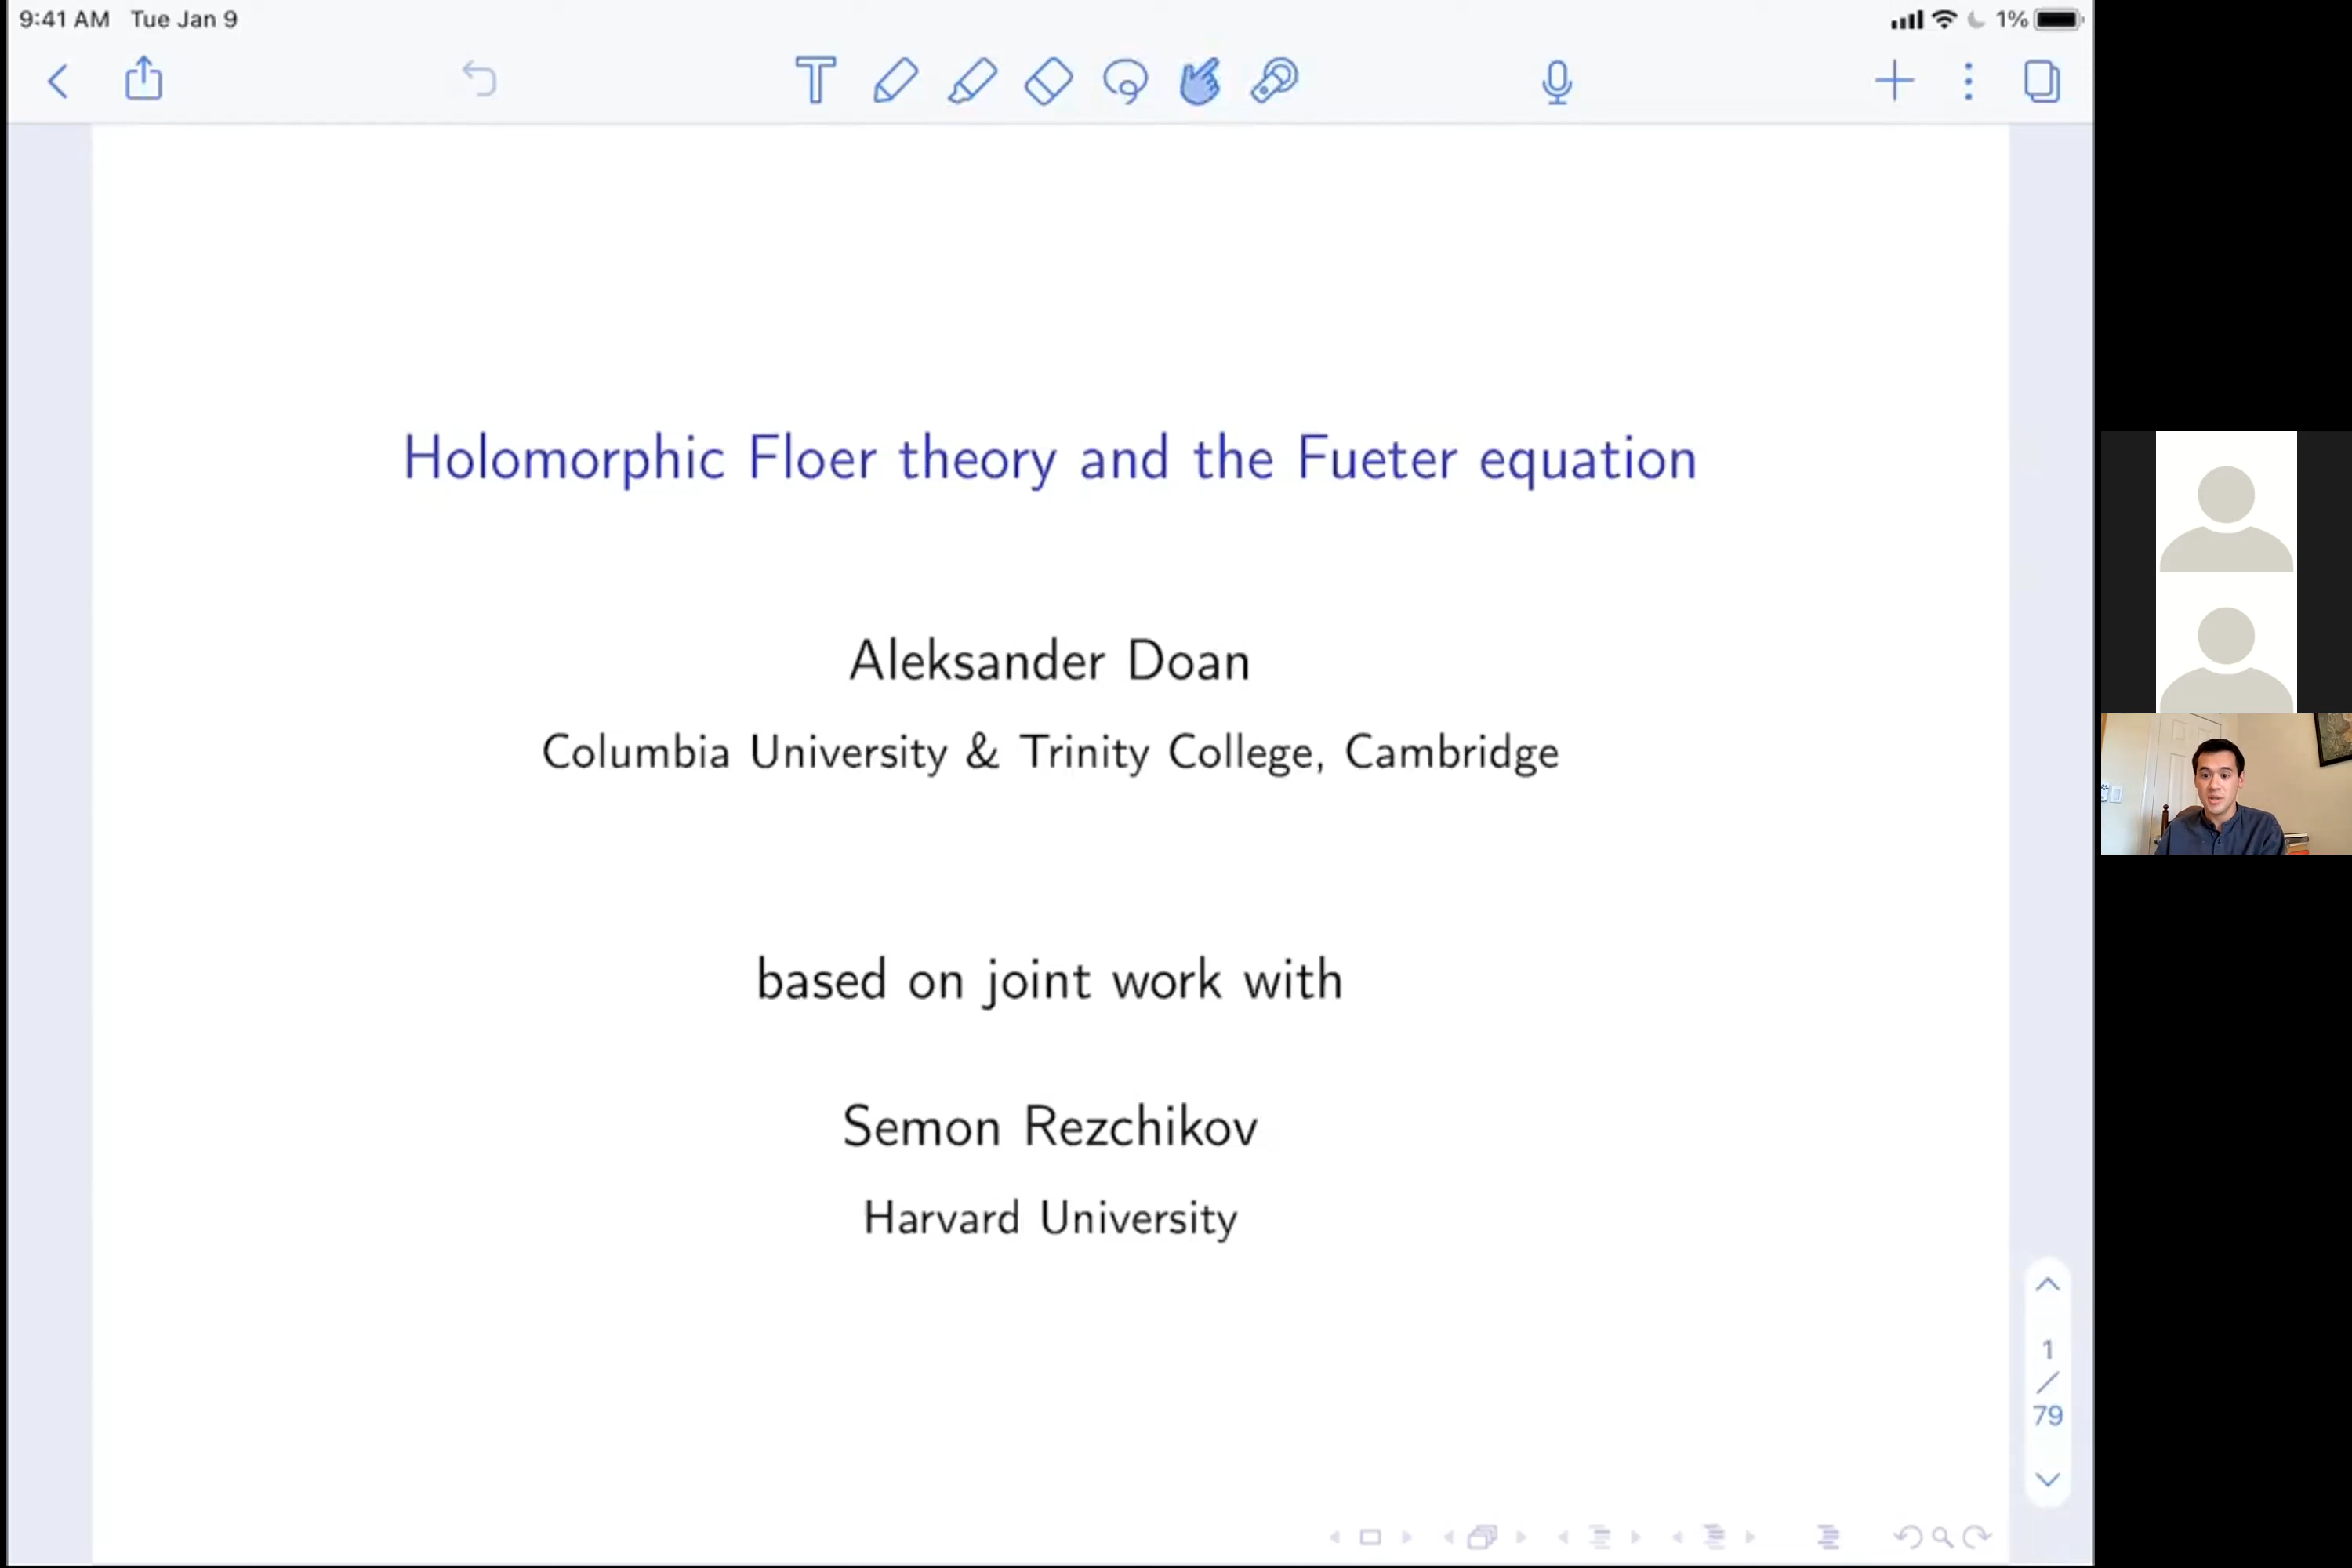 9:41 AM Tue Jan 9
1%
T
Holomorphic Floer theory and the Fueter equation
Aleksander Doan
Columbia University & Trinity College, Cambridge
based on joint work with
Semon Rezchikov
Harvard University
1
/
79